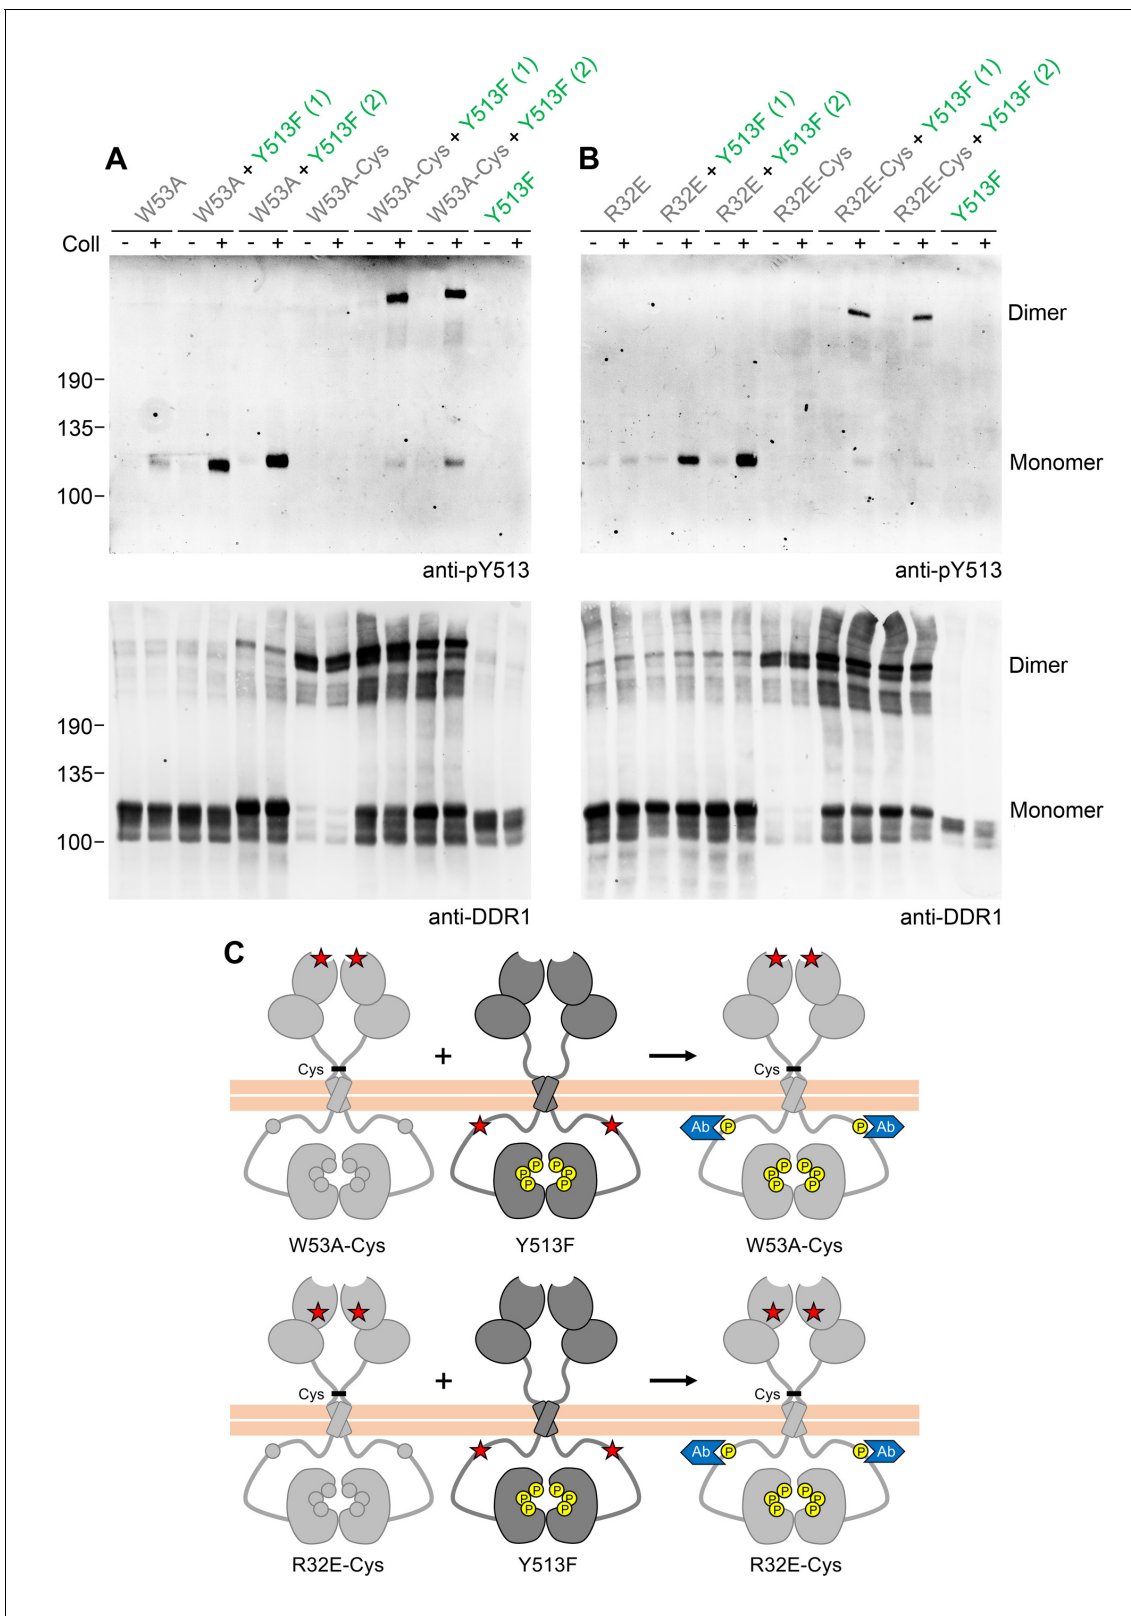 A
W53A
W53A + Y513F (1)
W53A + Y513F (2)
W53A-Cys
W53A-Cys + Y513F (1)
W53A-Cys + Y513F (2)
Y513F
B
R32E
R32E + Y513F (1)
R32E + Y513F (2)
R32E-Cys
R32E-Cys + Y513F (1)
R32E-Cys + Y513F (2)
Y513F
Coll - + - + - + - + - + - + - +
- + - + - + - + - + - + - +
Dimer
190-
135-
Monomer
100-
anti-pY513
anti-pY513
Dimer
190-
135-
Monomer
100-
anti-DDR1
anti-DDR1
C
+
Cys
Cys
Ab P P Ab
P P P P P P
P P P P P P
W53A-Cys
Y513F
W53A-Cys
+
Cys
Cys
Ab P P Ab
P P P P P P
P P P P P P
R32E-Cys
Y513F
R32E-Cys